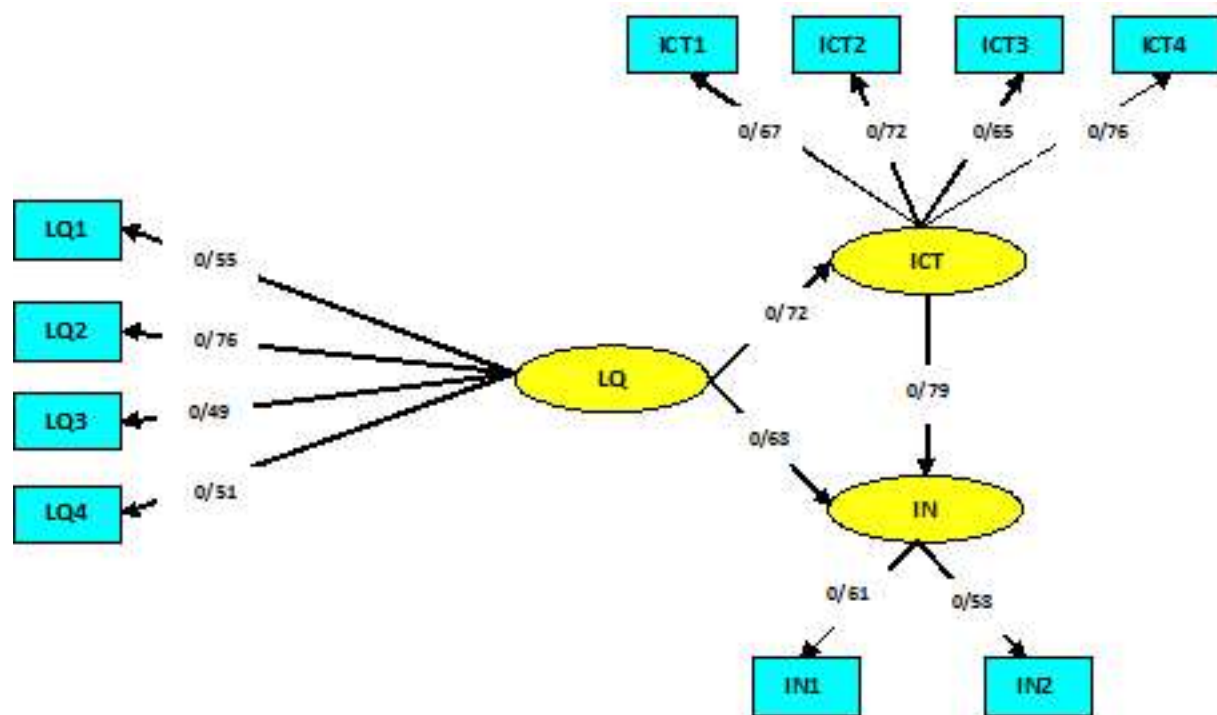 ICT1 ICT2 ICT3 ICT4
0/67 0/72 0/65 0/76
LQ1
0/55
ICT
LQ2
0/76
0/72
LQ
0/79
LQ3
0/49
0/68
LQ4
0/51
IN
0/61 0/58
IN1 IN2